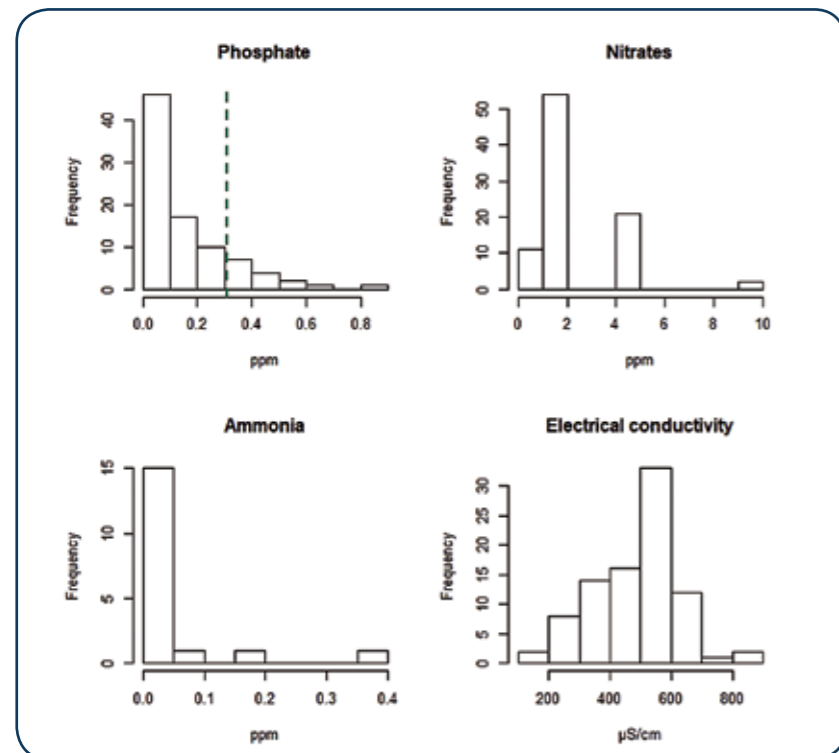 Phosphate
Frequency
40
30
20
10
0
0.0 0.2 0.4 0.6 0.8
ppm
Nitrates
Frequency
50
40
30
20
10
0
0 2 4 6 8 10
ppm
Ammonia
Frequency
15
10
5
0
0.0 0.1 0.2 0.3 0.4
ppm
Electrical conductivity
Frequency
30
25
20
15
10
5
0
200 400 600 800
µS/cm